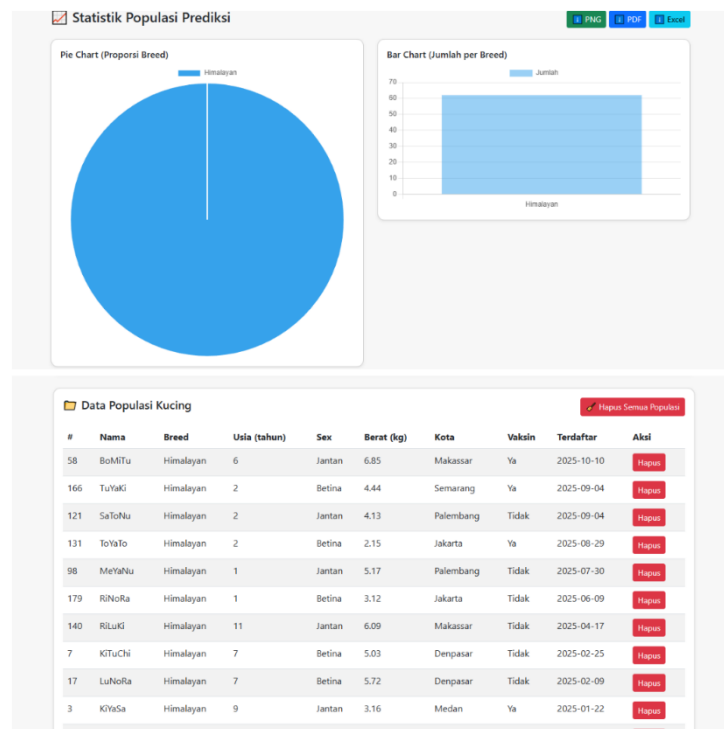 Statistik Populasi Prediksi
PNG
PDF
Excel
Pie Chart (Proporsi Breed)
Himalayan
Bar Chart (Jumlah per Breed)
Jumlah
70
60
50
40
30
20
10
0
Himalayan
Data Populasi Kucing
Hapus Semua Populasi
# Nama Breed Usia (tahun) Sex Berat (kg) Kota Vaksin Terdaftar Aksi
58 BoMiTu Himalayan 6 Jantan 6.85 Makassar Ya 2025-10-10 Hapus
166 TuYaKi Himalayan 2 Betina 4.44 Semarang Ya 2025-09-04 Hapus
121 SaToNu Himalayan 2 Jantan 4.13 Palembang Tidak 2025-09-04 Hapus
131 ToYaTo Himalayan 2 Betina 2.15 Jakarta Ya 2025-08-29 Hapus
98 MeYaNu Himalayan 1 Jantan 5.17 Palembang Tidak 2025-07-30 Hapus
179 RiNoRa Himalayan 1 Betina 3.12 Jakarta Tidak 2025-06-09 Hapus
140 RiLuKi Himalayan 11 Jantan 6.09 Makassar Tidak 2025-04-17 Hapus
7 KiTuChi Himalayan 7 Betina 5.03 Denpasar Tidak 2025-02-25 Hapus
17 LuNoRa Himalayan 7 Betina 5.72 Denpasar Tidak 2025-02-09 Hapus
3 KiYaSa Himalayan 9 Jantan 3.16 Medan Ya 2025-01-22 Hapus